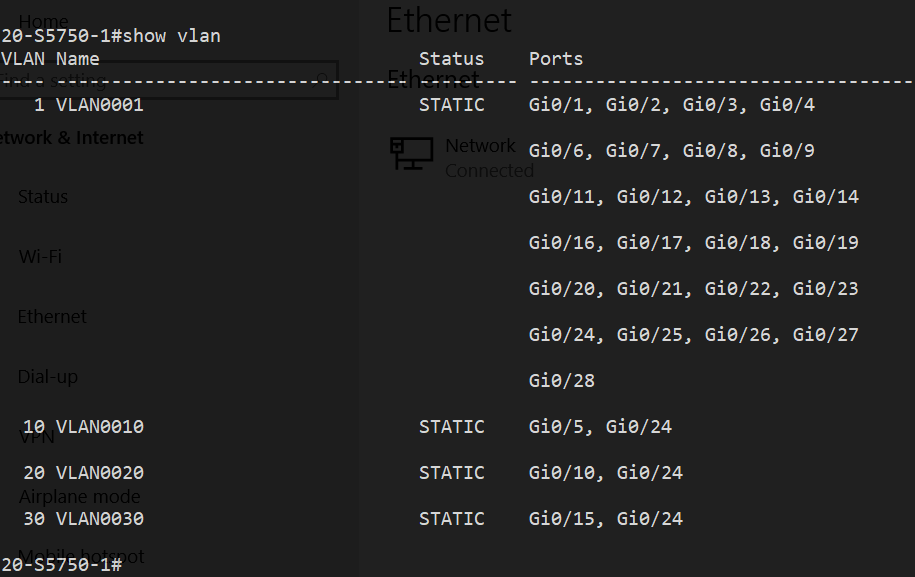 Home
Ethernet
20-S5750-1#show vlan
VLAN Name Status Ports
Find a setting
Ethernet
---------------------------------------- -------- -----------------------------------
1 VLAN0001 STATIC Gi0/1, Gi0/2, Gi0/3, Gi0/4
etwork & Internet
Network
Connected
Gi0/6, Gi0/7, Gi0/8, Gi0/9
Status
Gi0/11, Gi0/12, Gi0/13, Gi0/14
Gi0/16, Gi0/17, Gi0/18, Gi0/19
Wi-Fi
Gi0/20, Gi0/21, Gi0/22, Gi0/23
Ethernet
Gi0/24, Gi0/25, Gi0/26, Gi0/27
Dial-up
Gi0/28
10 VLAN0010 STATIC Gi0/5, Gi0/24
VPN
20 VLAN0020 STATIC Gi0/10, Gi0/24
Airplane mode
30 VLAN0030 STATIC Gi0/15, Gi0/24
Mobile hotspot
20-S5750-1#